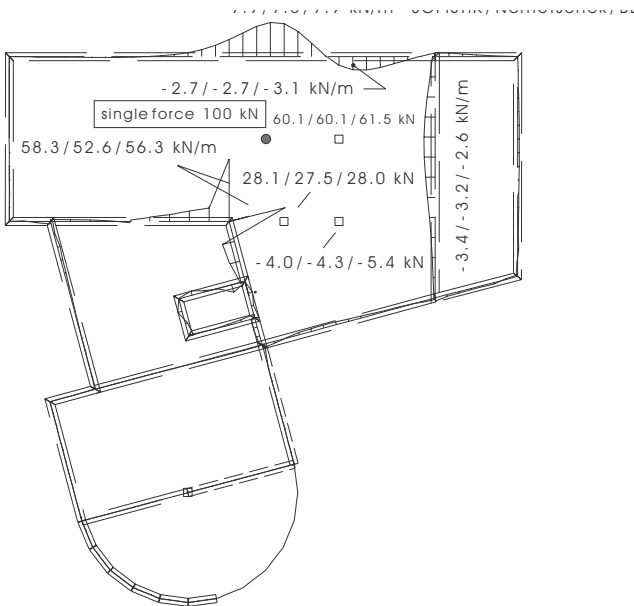 -2.7/-2.7/-3.1 kN/m
single force 100 kN
60.1/60.1/61.5 kN
58.3/52.6/56.3 kN/m
28.1/27.5/28.0 kN
-3.4/-3.2/-2.6 kN/m
-4.0/-4.3/-5.4 kN